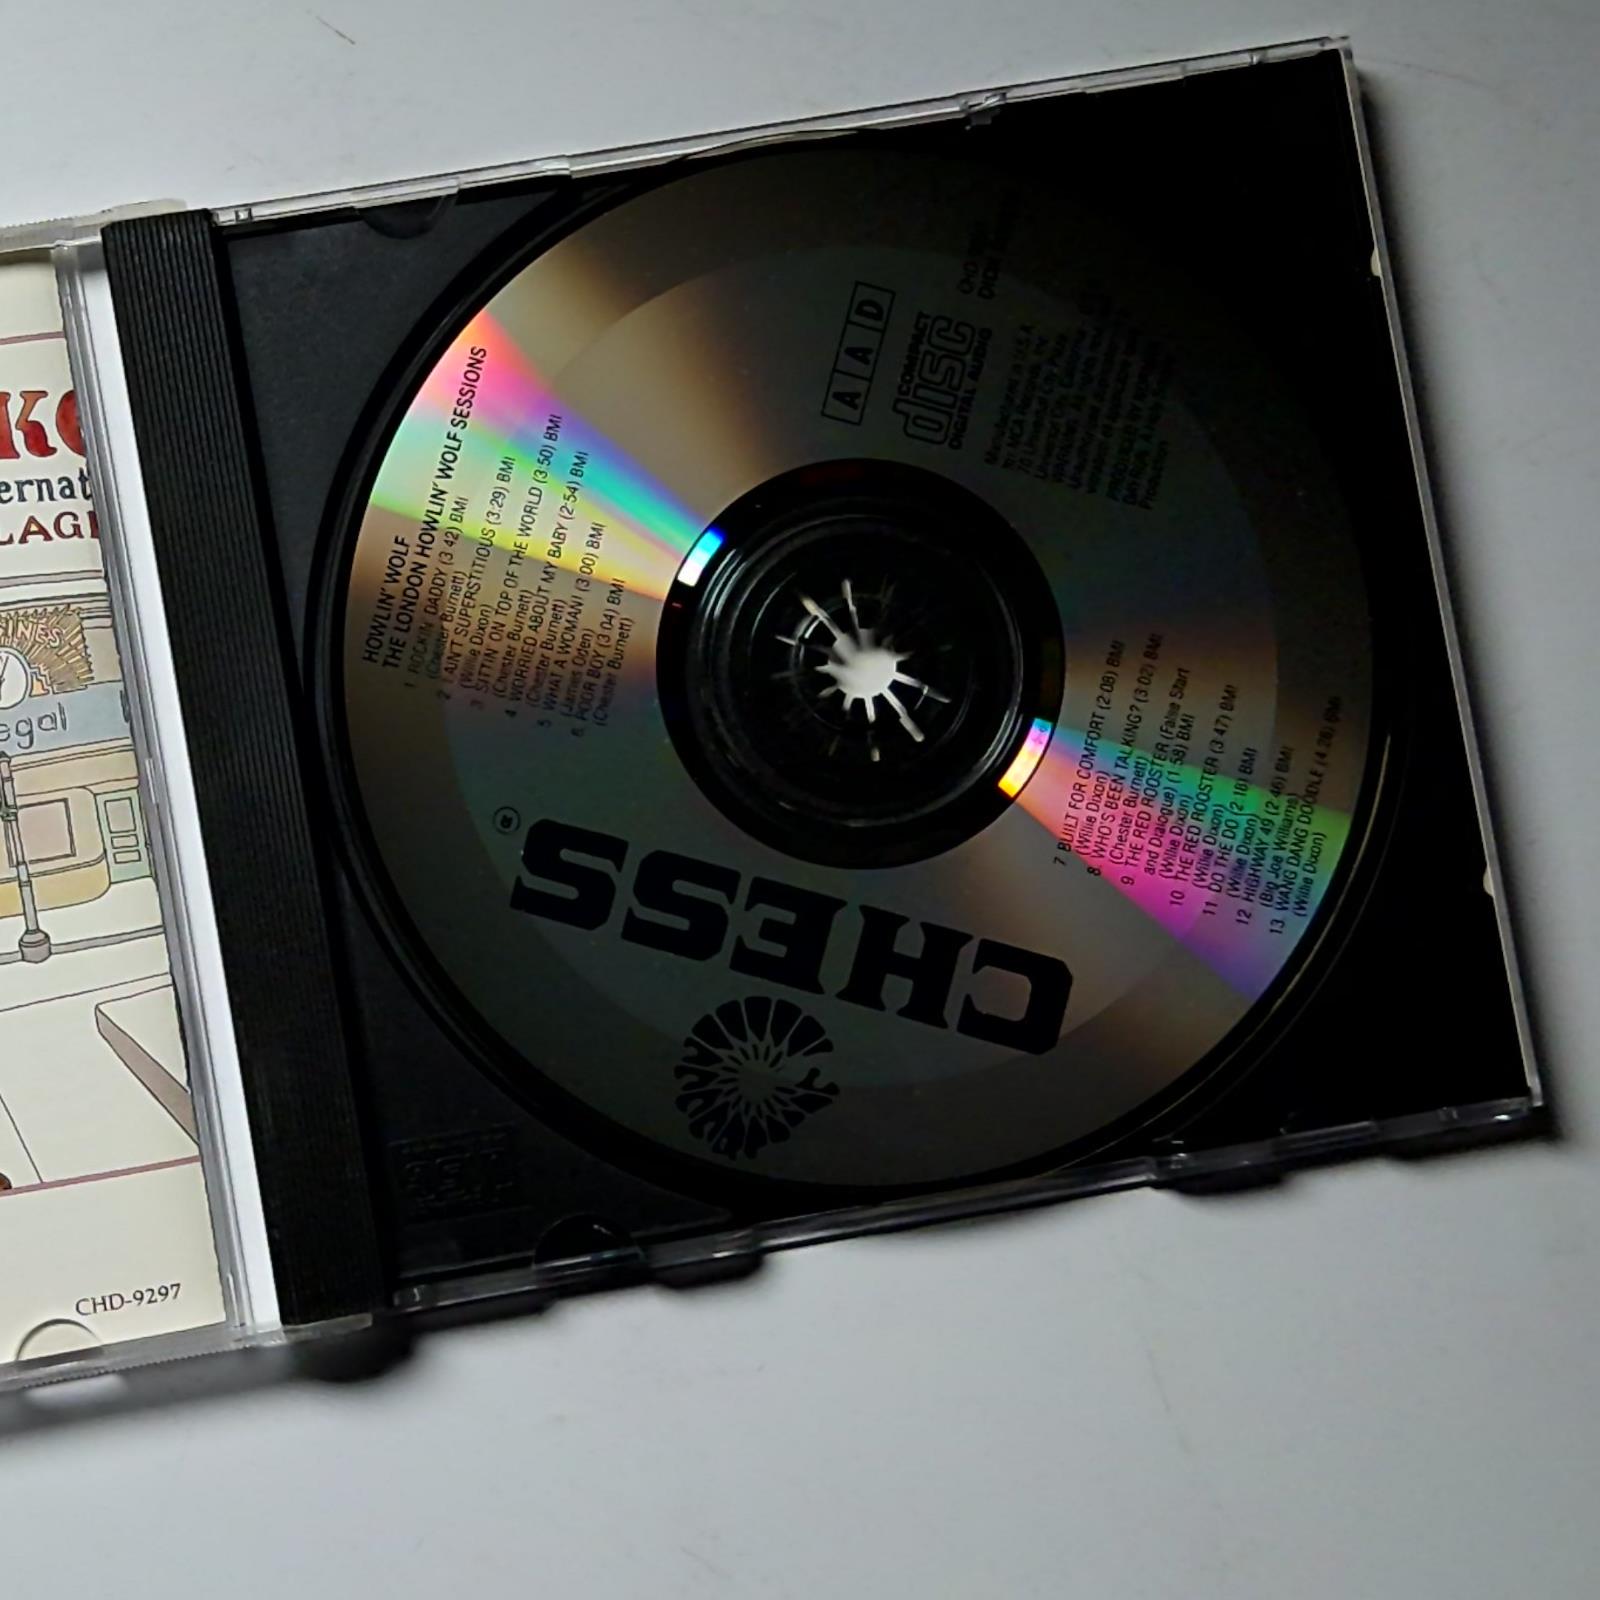 HOWLIN' WOLF
THE LONDON HOWLIN' WOLF SESSIONS
1 ROCKIN' DADDY (3:42) BMI
(Chester Burnett)
2 I AIN'T SUPERSTITIOUS (3:29) BMI
(Willie Dixon)
3 SITTIN' ON TOP OF THE WORLD (3:50) BMI
(Chester Burnett)
4 WORRIED ABOUT MY BABY (2:54) BMI
(Chester Burnett)
5 WHAT A WOMAN! (3:00) BMI
(James Oden)
6. POOR BOY (3:04) BMI
(Chester Burnett)
AAD
COMPACT
disc
DIGITAL AUDIO
Manufactured in U.S.A.
7 BUILT FOR COMFORT (2:08) BMI
(Willie Dixon)
8. WHO'S BEEN TALKING? (3:02) BMI
(Chester Burnett)
9 THE RED ROOSTER (False Start
and Dialogue) (1:58) BMI
(Willie Dixon)
10 THE RED ROOSTER (3:47) BMI
(Willie Dixon)
11 DO THE DO (2:18) BMI
(Willie Dixon)
12 HIGHWAY 49 (2:46) BMI
(Big Joe Williams)
13 WANG DANG DOODLE (4:26) BMI
(Willie Dixon)
CHESS
®
ernat
LAG
INES
egal
CHD-9297